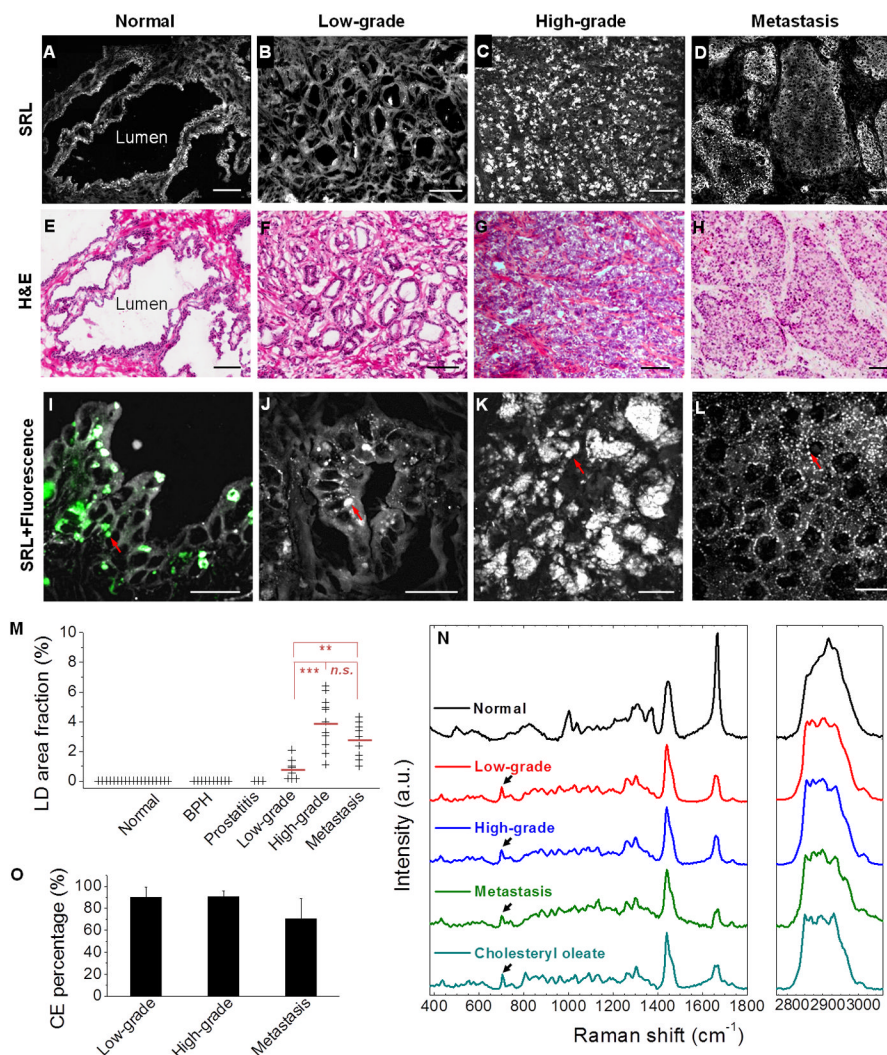 Normal Low-grade High-grade Metastasis
SRL
A B C D
Lumen
H&E
E F G H
Lumen
SRL+Fluorescence
I J K L
M
LD area fraction (%)
10
8
6
4
2
0
**
*** n.s.
Normal BPH Prostatitis Low-grade High-grade Metastasis
N
Normal
Low-grade
High-grade
Metastasis
Cholesteryl oleate
Intensity (a.u.)
400 600 800 1000 1200 1400 1600 1800 2800 2900 3000
Raman shift (cm⁻¹)
O
CE percentage (%)
100
80
60
40
20
0
Low-grade High-grade Metastasis